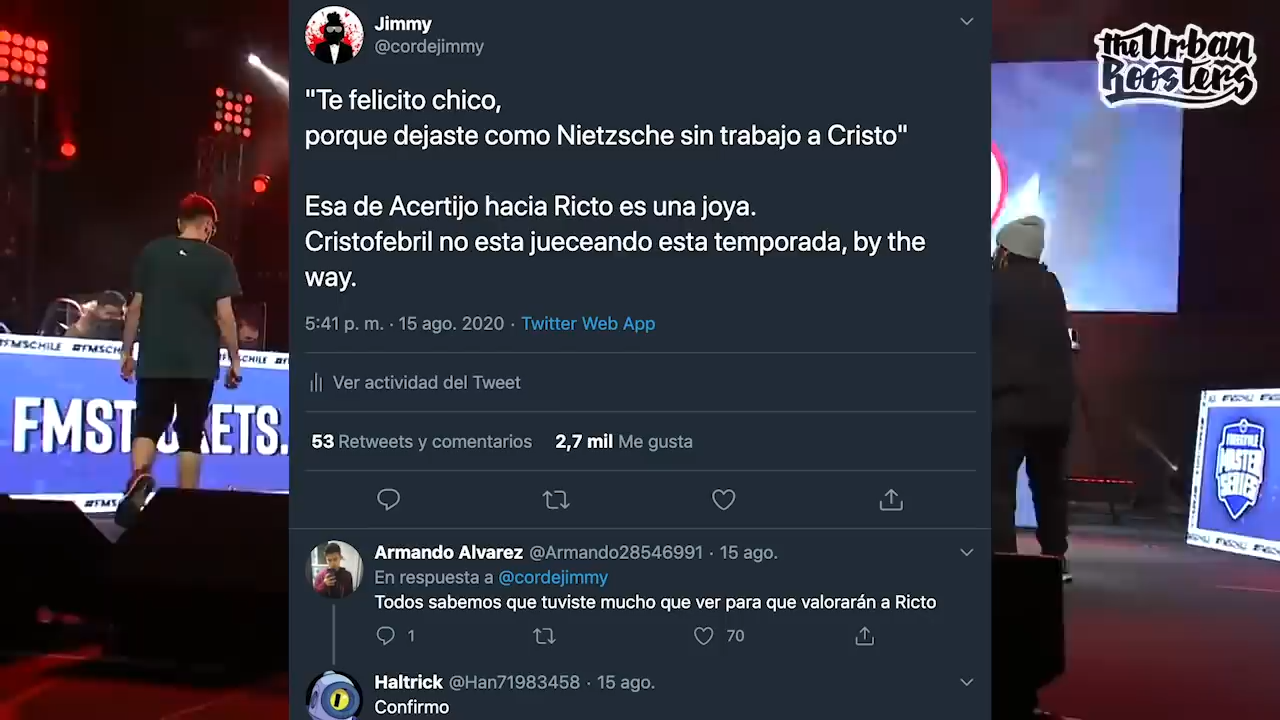 the Urban
Roosters
Jimmy
@cordejimmy
"Te felicito chico,
porque dejaste como Nietzsche sin trabajo a Cristo"
Esa de Acertijo hacia Ricto es una joya.
Cristofebril no esta jueceando esta temporada, by the
way.
5:41 p. m. · 15 ago. 2020 · Twitter Web App
Ver actividad del Tweet
53 Retweets y comentarios 2,7 mil Me gusta
Armando Alvarez @Armando28546991 · 15 ago.
En respuesta a @cordejimmy
Todos sabemos que tuviste mucho que ver para que valorarán a Ricto
1 70
Haltrick @Han71983458 · 15 ago.
Confirmo
#FMSCHILE
FREESTYLE
MASTER
SERIES